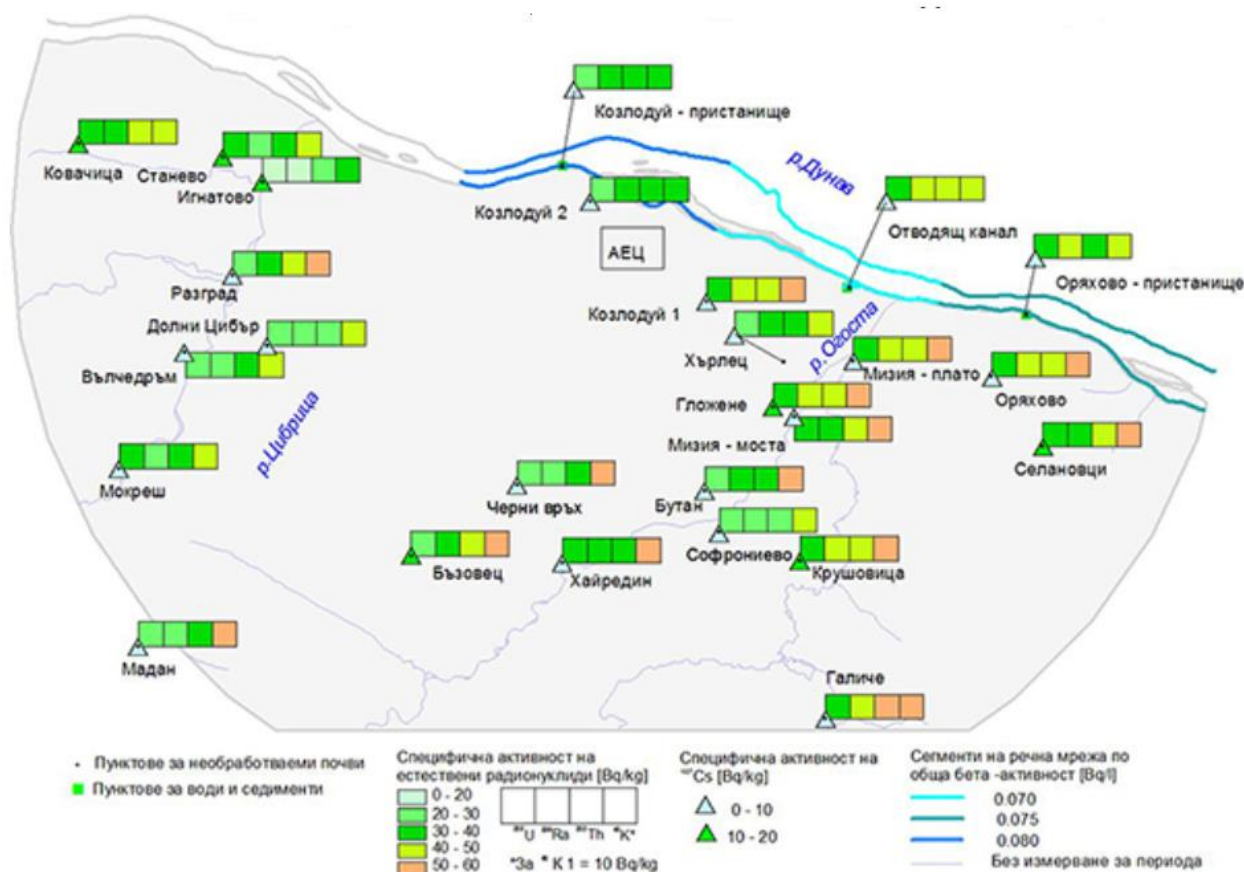 Козлодуй - пристанище
Ковачица
Станево
Игнатово
р.Дунав
Козлодуй 2
Отводящ канал
АЕЦ
Оряхово - пристанище
Разград
Козлодуй 1
Долни Цибър
Хърлец
р. Огоста
Мизия - плато
Вълчедръм
Оряхово
Гложене
р.Цибрица
Мизия - моста
Селановци
Мокреш
Черни връх
Бутан
Софрониево
Бъзовец
Хайредин
Крушовица
Мадан
Галиче
Пунктове за необработваеми почви
Пунктове за води и седименти
Специфична активност на
естествени радионуклиди [Bq/kg]
0 - 20
20 - 30
30 - 40
40 - 50
50 - 60
U Ra Th K*
*За K 1 = 10 Bq/kg
Специфична активност на
Cs [Bq/kg]
0 - 10
10 - 20
Сегменти на речна мрежа по
обща бета -активност [Bq/l]
0.070
0.075
0.080
Без измерване за периода